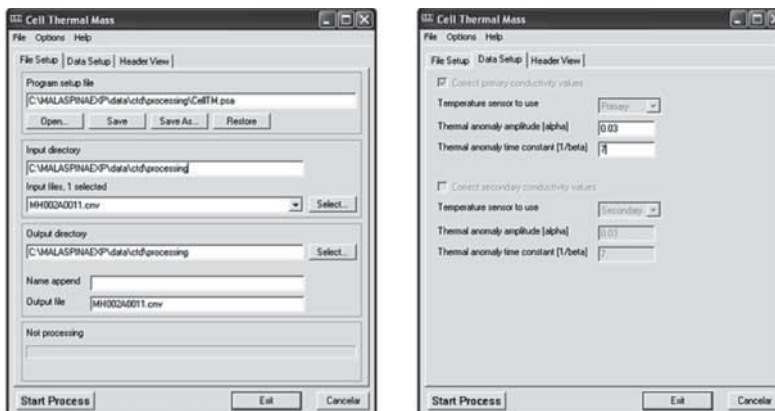 Cell Thermal Mass
File Options Help
File Setup Data Setup Header View
Program setup file
C:\MALASPINAEXP\data\ctd\processing\CellTM.psa
Open... Save Save As... Restore
Input directory
C:\MALASPINAEXP\data\ctd\processing
Input files, 1 selected
MH002A0011.cnv Select...
Output directory
C:\MALASPINAEXP\data\ctd\processing Select...
Name append
Output file MH002A0011.cnv
Not processing
Start Process Exit Cancelar
Cell Thermal Mass
File Options Help
File Setup Data Setup Header View
Correct primary conductivity values
Temperature sensor to use Primary
Thermal anomaly amplitude [alpha] 0.03
Thermal anomaly time constant [1/beta] 7
Correct secondary conductivity values
Temperature sensor to use Secondary
Thermal anomaly amplitude [alpha] 0.03
Thermal anomaly time constant [1/beta] 7
Start Process Exit Cancelar